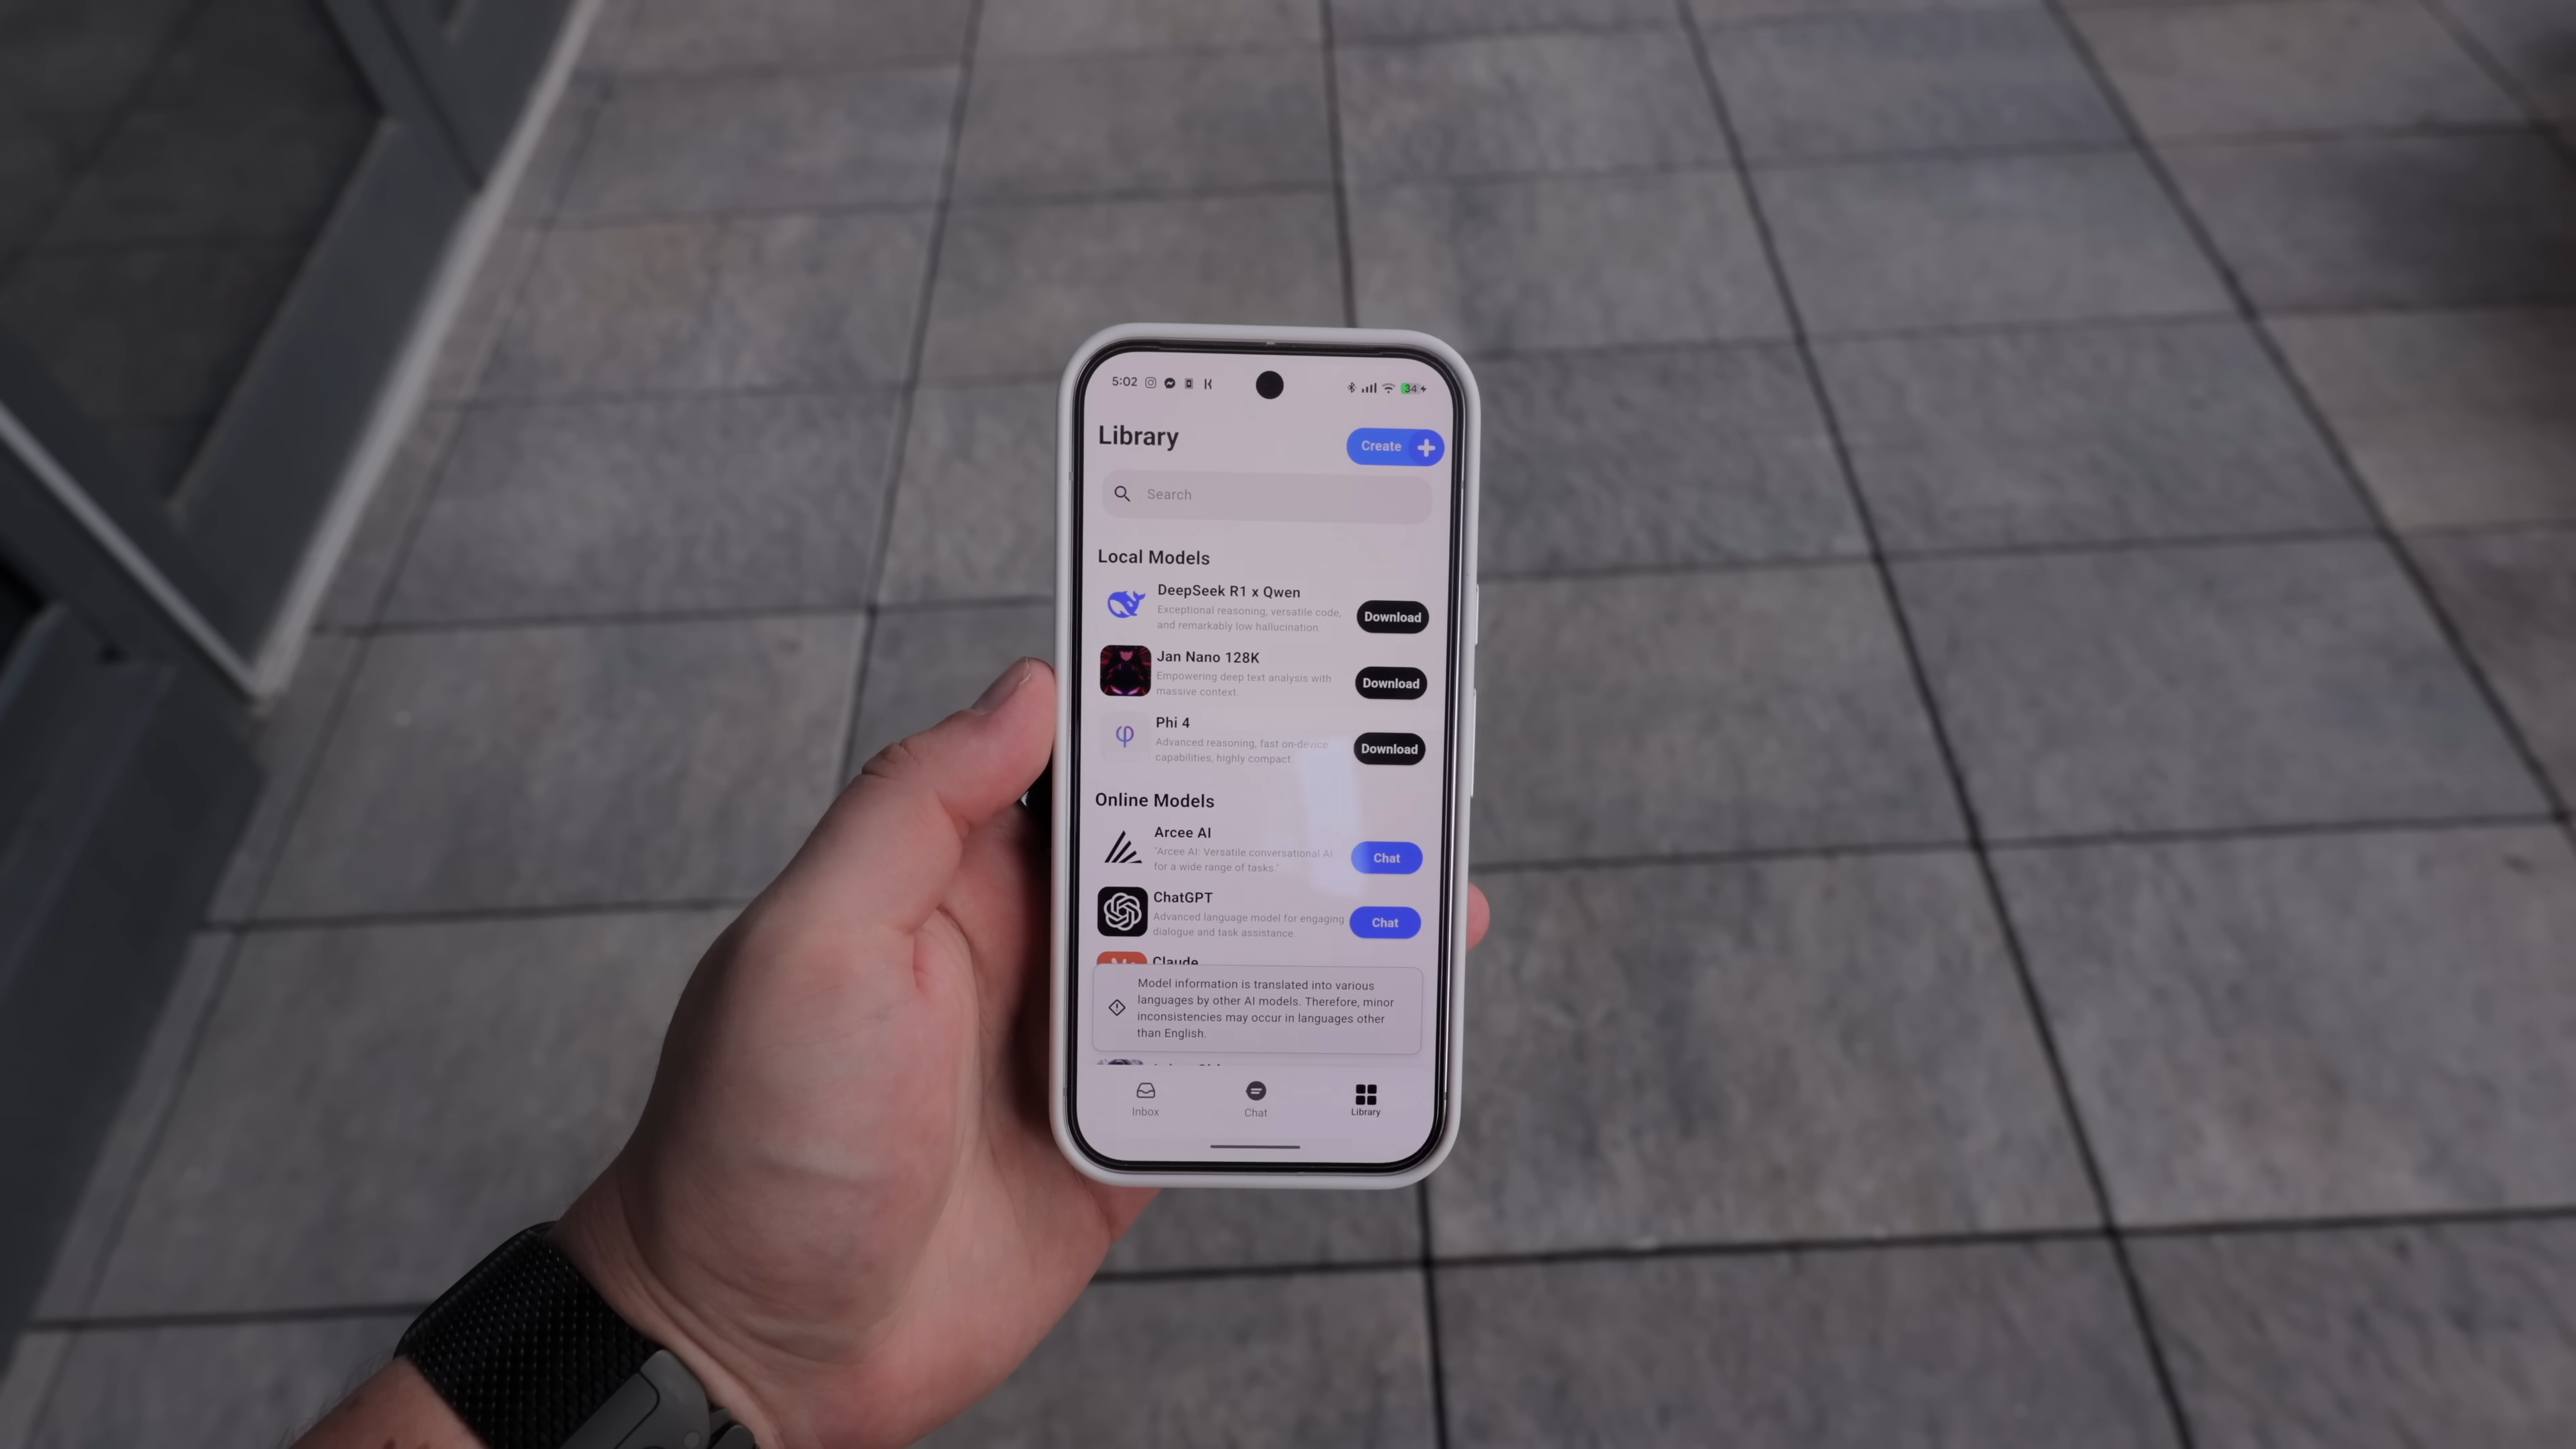 5:02
34
Library
Create
Search
Local Models
DeepSeek R1 x Qwen
Exceptional reasoning, versatile code,
and remarkably low hallucination.
Download
Jan Nano 128K
Empowering deep text analysis with
massive context.
Download
Phi 4
Advanced reasoning, fast on-device
capabilities, highly compact.
Download
φ
Online Models
Arcee AI
"Arcee AI: Versatile conversational AI
for a wide range of tasks."
Chat
ChatGPT
Advanced language model for engaging
dialogue and task assistance.
Chat
Claude
Model information is translated into various
languages by other AI models. Therefore, minor
inconsistencies may occur in languages other
than English.
Inbox
Chat
Library